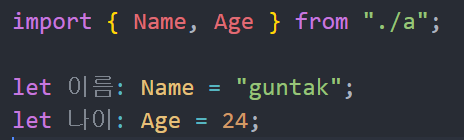 import { Name, Age } from "./a";
let 이름: Name = "guntak";
let 나이: Age = 24;